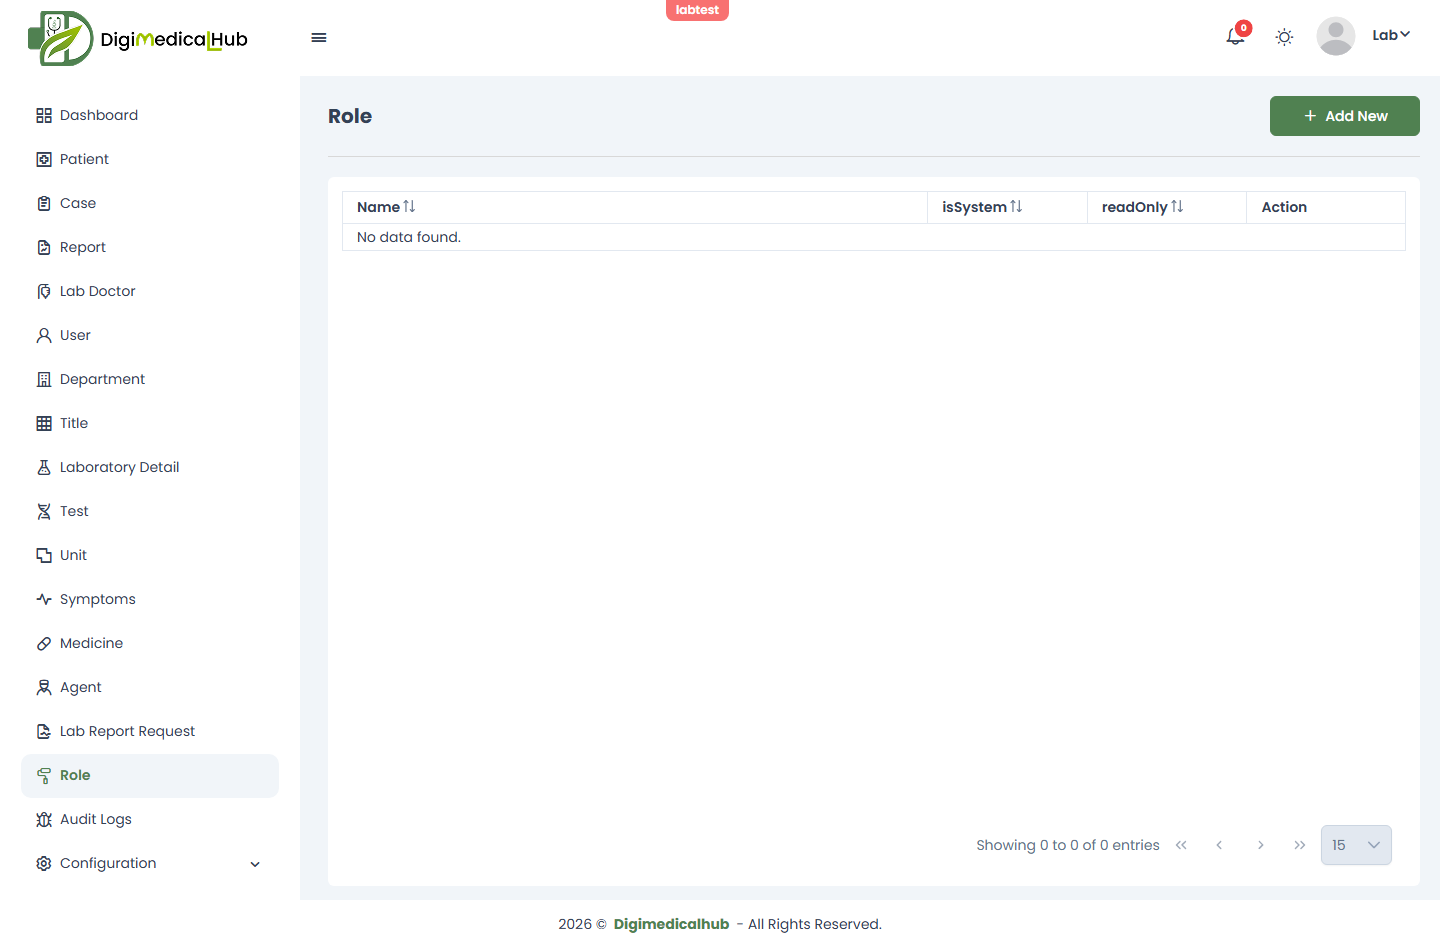 labtest
DigiMedicalHub
0
Lab
Dashboard
Patient
Case
Report
Lab Doctor
User
Department
Title
Laboratory Detail
Test
Unit
Symptoms
Medicine
Agent
Lab Report Request
Role
Audit Logs
Configuration
Role
+ Add New
Name isSystem readOnly Action
No data found.
Showing 0 to 0 of 0 entries « ‹ › » 15
2026 © Digimedicalhub - All Rights Reserved.